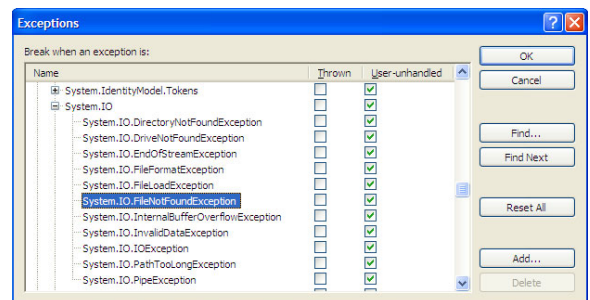 Exceptions
Break when an exception is:
Name Thrown User-unhandled
System.IdentityModel.Tokens
System.IO
System.IO.DirectoryNotFoundException
System.IO.DriveNotFoundException
System.IO.EndOfStreamException
System.IO.FileFormatException
System.IO.FileLoadException
System.IO.FileNotFoundException
System.IO.InternalBufferOverflowException
System.IO.InvalidDataException
System.IO.IOException
System.IO.PathTooLongException
System.IO.PipeException
OK
Cancel
Find...
Find Next
Reset All
Add...
Delete